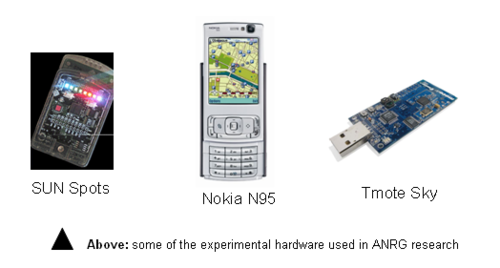 SUN Spots
Nokia N95
Tmote Sky
Above: some of the experimental hardware used in ANRG research